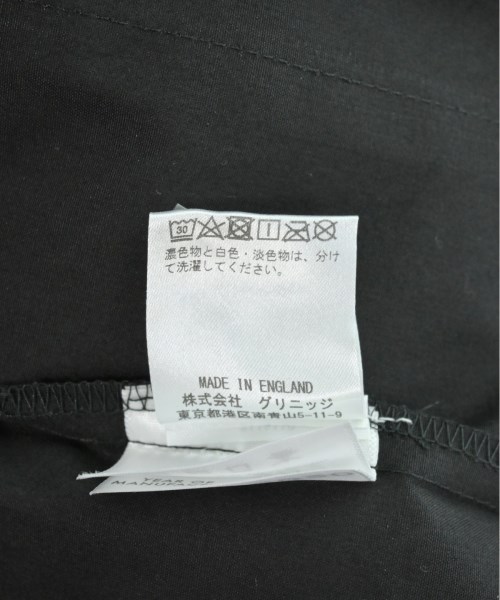 30
濃色物と白色・淡色物は、分け
て洗濯してください。
MADE IN ENGLAND
株式会社 グリニッジ
東京都港区南青山5-11-9
YEAR OF